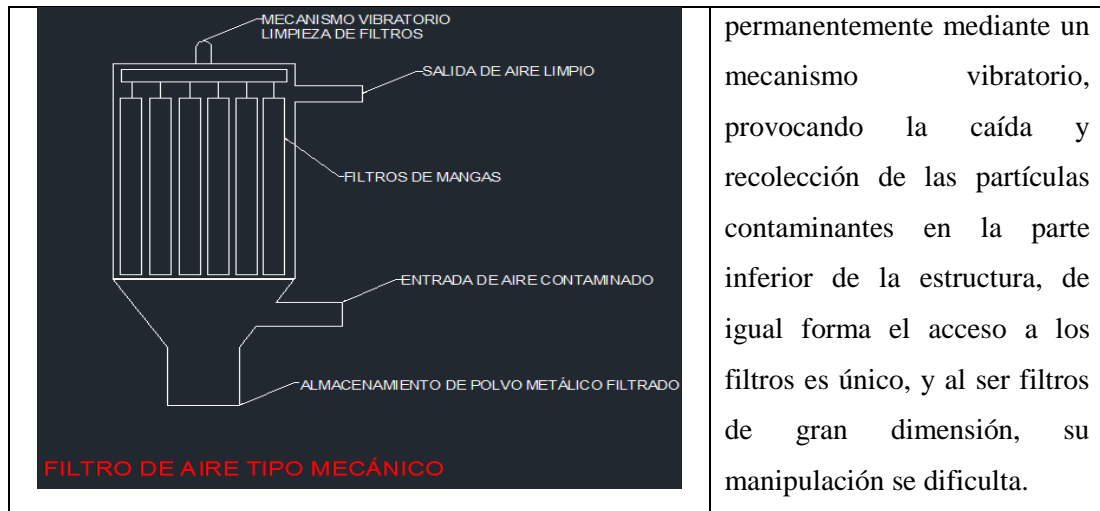 MECANISMO VIBRATORIO
LIMPIEZA DE FILTROS
SALIDA DE AIRE LIMPIO
FILTROS DE MANGAS
ENTRADA DE AIRE CONTAMINADO
ALMACENAMIENTO DE POLVO METÁLICO FILTRADO
FILTRO DE AIRE TIPO MECÁNICO
permanentemente mediante un
mecanismo vibratorio,
provocando la caída y
recolección de las partículas
contaminantes en la parte
inferior de la estructura, de
igual forma el acceso a los
filtros es único, y al ser filtros
de gran dimensión, su
manipulación se dificulta.